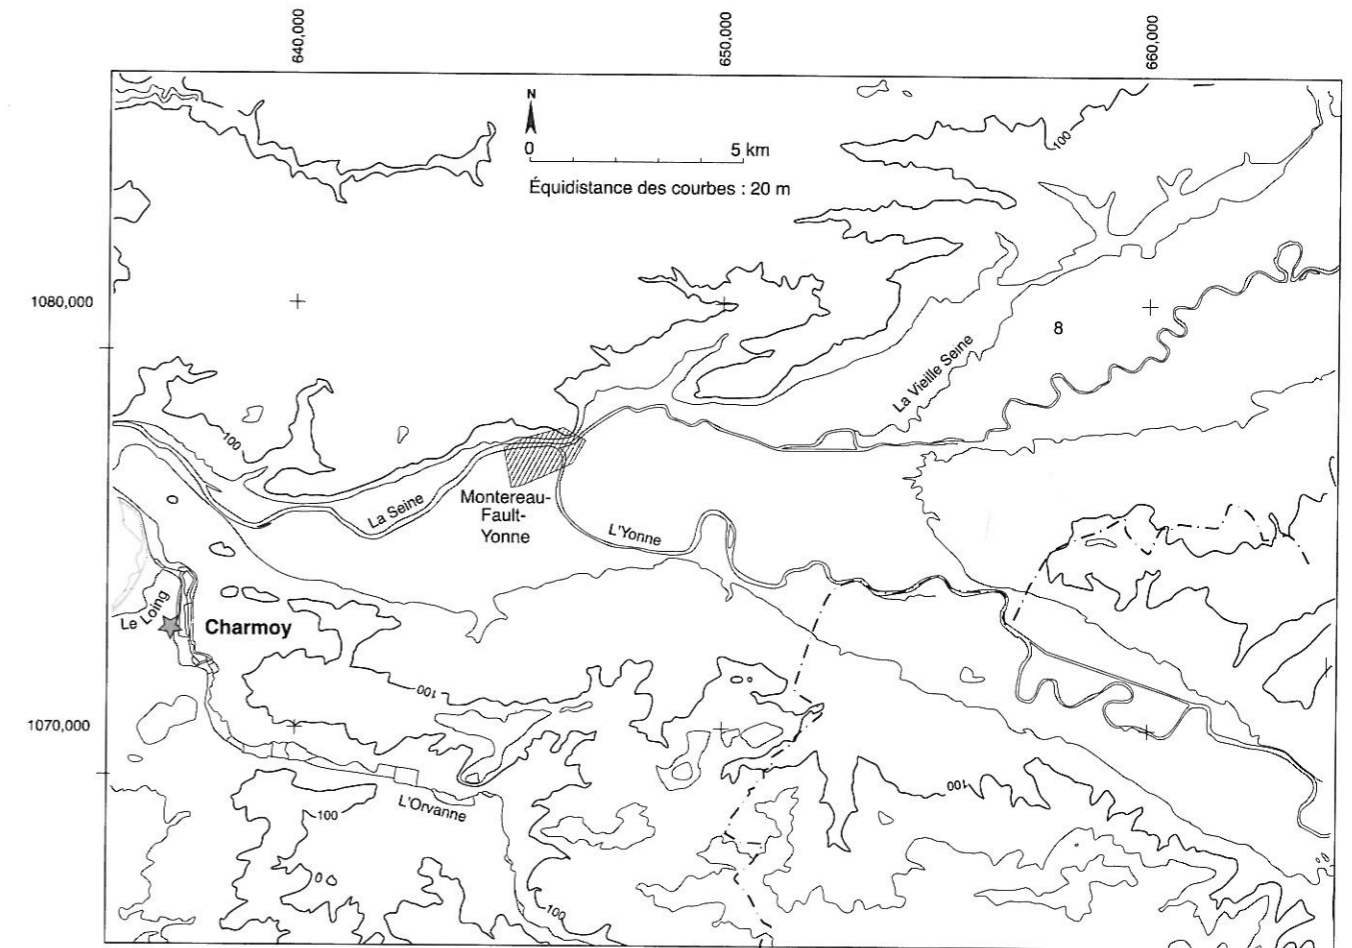 640,000
650,000
660,000
N
0 5 km
Équidistance des courbes : 20 m
100
1080,000
8
La Vieille Seine
100
La Seine
Montereau-
Fault-
Yonne
L'Yonne
Le Loing
Charmoy
100
1070,000
100
100
L'Orvanne
100